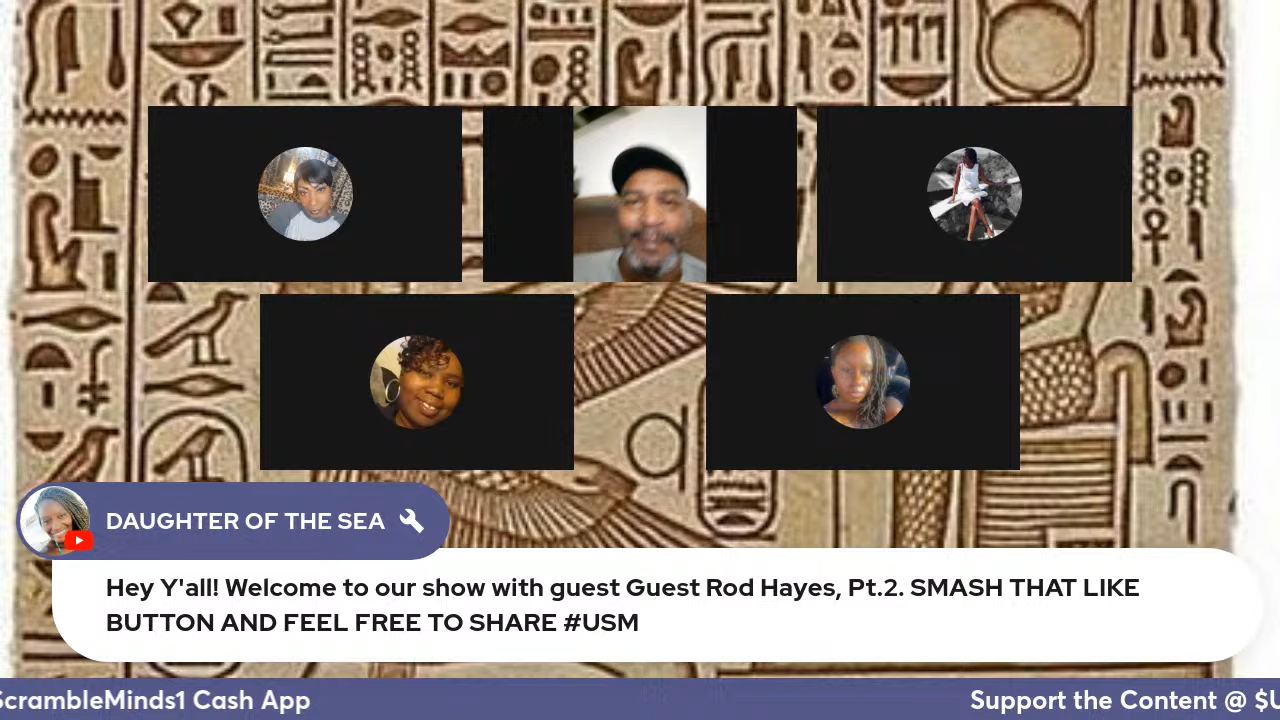 DAUGHTER OF THE SEA
Hey Y'all! Welcome to our show with guest Guest Rod Hayes, Pt.2. SMASH THAT LIKE
BUTTON AND FEEL FREE TO SHARE #USM
ScrambleMinds1 Cash App
Support the Content @ $U